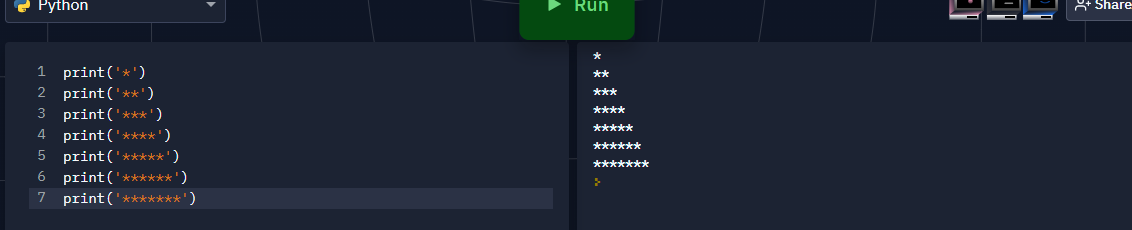 Python
Run
Share
1 print('*')
2 print('**')
3 print('***')
4 print('****')
5 print('*****')
6 print('******')
7 print('*******')
*
**
***
****
*****
******
*******
>